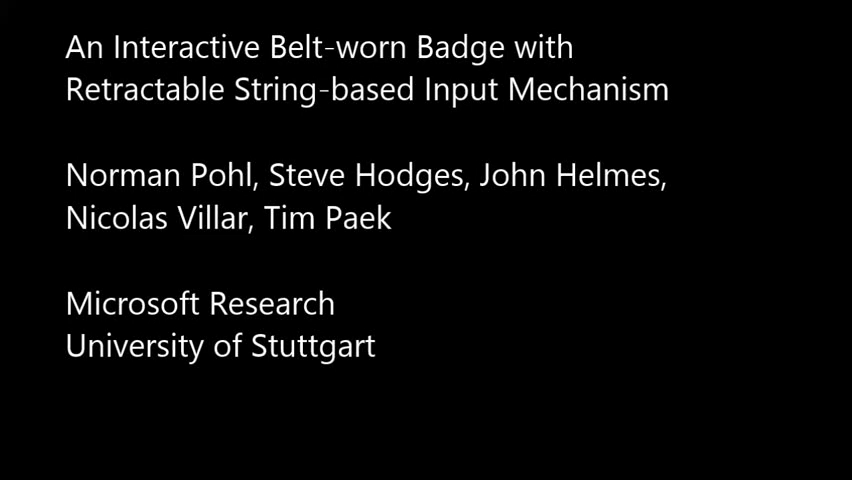 An Interactive Belt-worn Badge with
Retractable String-based Input Mechanism
Norman Pohl, Steve Hodges, John Helmes,
Nicolas Villar, Tim Paek
Microsoft Research
University of Stuttgart